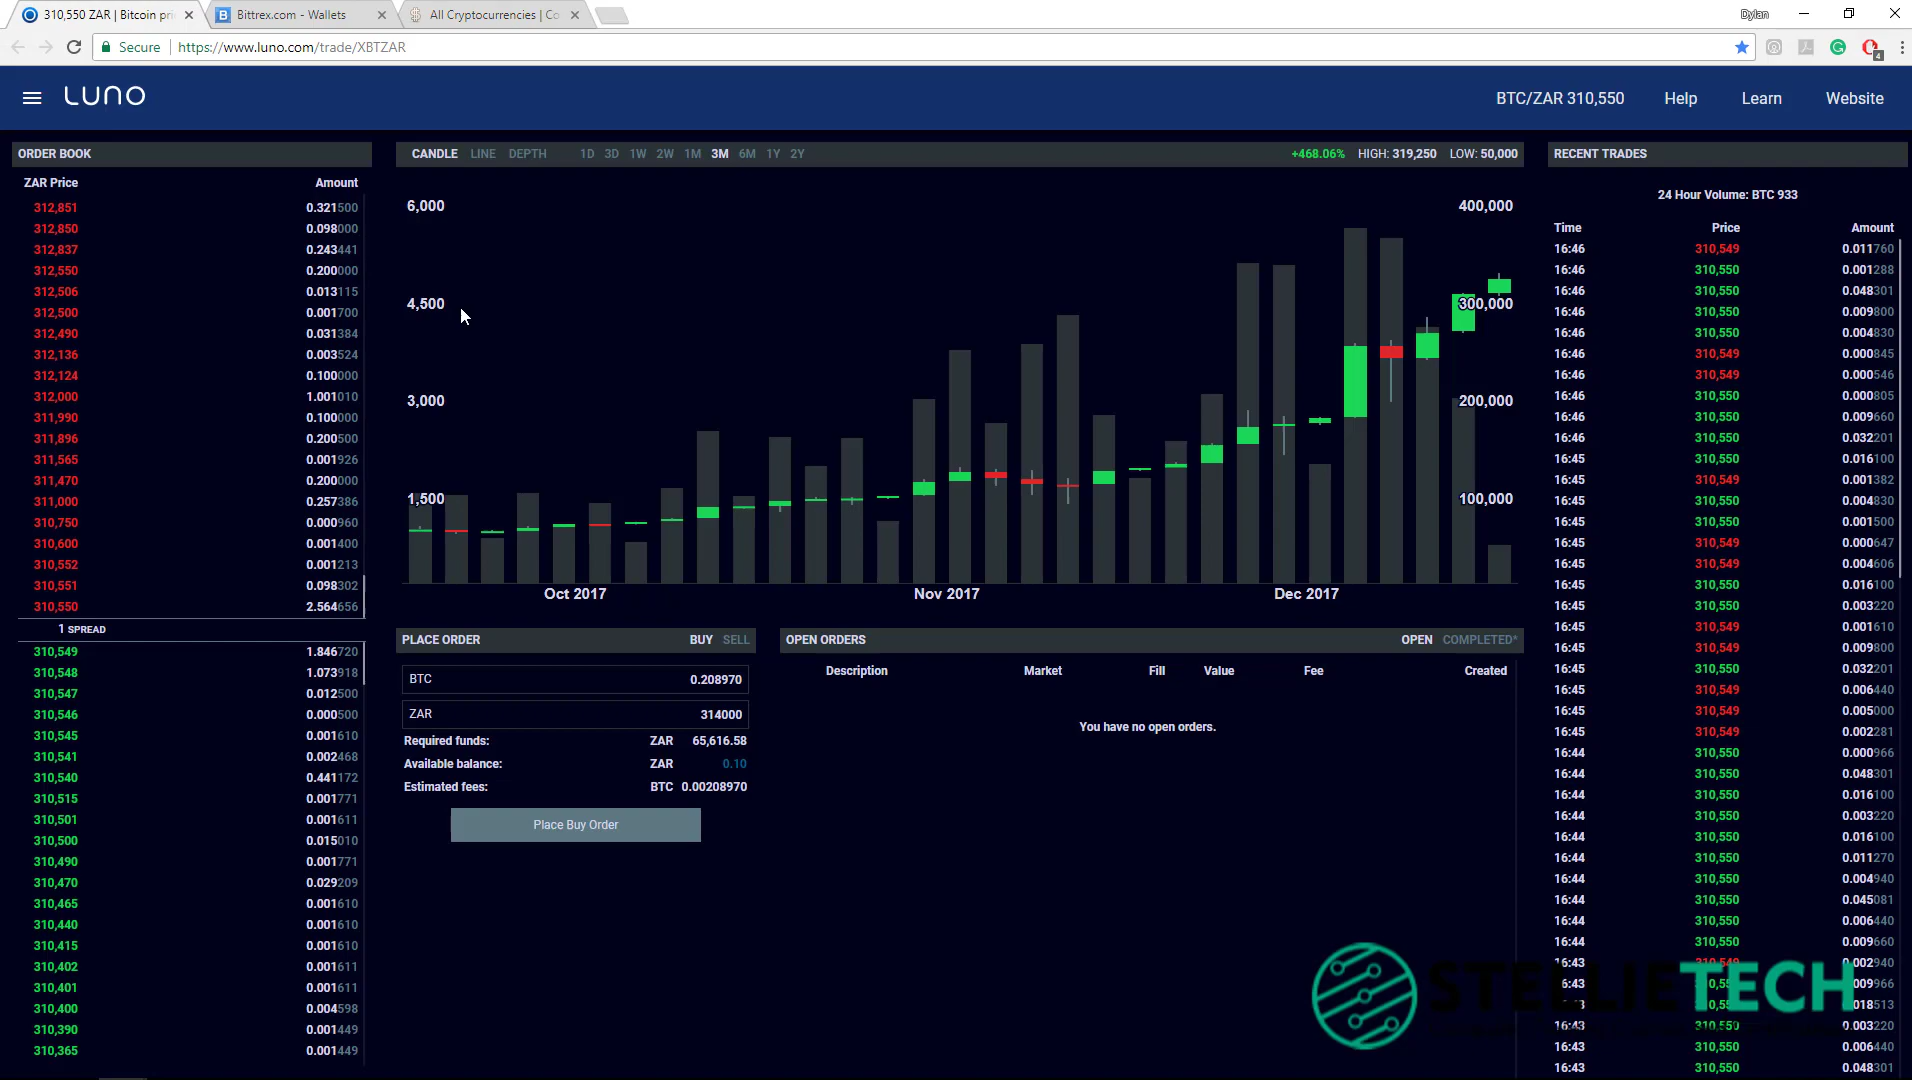 310,550 ZAR | Bitcoin pri
Bittrex.com - Wallets
All Cryptocurrencies | Co
Dylan
Secure
https://www.luno.com/trade/XBTZAR
4
LUNO
BTC/ZAR 310,550
Help
Learn
Website
ORDER BOOK
ZAR Price Amount
312,851 0.321500
312,850 0.098000
312,837 0.243441
312,550 0.200000
312,506 0.013115
312,500 0.001700
312,490 0.031384
312,136 0.003524
312,124 0.100000
312,000 1.001010
311,990 0.100000
311,896 0.200500
311,565 0.001926
311,470 0.200000
311,000 0.257386
310,750 0.000960
310,600 0.001400
310,552 0.001213
310,551 0.098302
310,550 2.564656
1 SPREAD
310,549 1.846720
310,548 1.073918
310,547 0.012500
310,546 0.000500
310,545 0.001610
310,541 0.002468
310,540 0.441172
310,515 0.001771
310,501 0.001611
310,500 0.015010
310,490 0.001771
310,470 0.029209
310,465 0.001610
310,440 0.001610
310,415 0.001610
310,402 0.001611
310,401 0.001611
310,400 0.004598
310,390 0.001449
310,365 0.001449
CANDLE LINE DEPTH 1D 3D 1W 2W 1M 3M 6M 1Y 2Y
+468.06% HIGH: 319,250 LOW: 50,000
6,000 400,000
4,500 300,000
3,000 200,000
1,500 100,000
Oct 2017 Nov 2017 Dec 2017
PLACE ORDER BUY SELL
BTC 0.208970
ZAR 314000
Required funds: ZAR 65,616.58
Available balance: ZAR 0.10
Estimated fees: BTC 0.00208970
Place Buy Order
OPEN ORDERS OPEN COMPLETED*
Description Market Fill Value Fee Created
You have no open orders.
RECENT TRADES
24 Hour Volume: BTC 933
Time Price Amount
16:46 310,549 0.011760
16:46 310,550 0.001288
16:46 310,550 0.048301
16:46 310,550 0.009800
16:46 310,550 0.004830
16:46 310,549 0.000845
16:46 310,549 0.000546
16:46 310,550 0.000805
16:46 310,550 0.009660
16:46 310,550 0.032201
16:45 310,550 0.016100
16:45 310,549 0.001382
16:45 310,550 0.004830
16:45 310,550 0.001500
16:45 310,549 0.000647
16:45 310,549 0.004606
16:45 310,550 0.016100
16:45 310,550 0.003220
16:45 310,549 0.001610
16:45 310,549 0.009800
16:45 310,550 0.032201
16:45 310,549 0.006440
16:45 310,549 0.005000
16:45 310,549 0.002281
16:44 310,550 0.000966
16:44 310,550 0.048301
16:44 310,550 0.016100
16:44 310,550 0.003220
16:44 310,550 0.016100
16:44 310,550 0.011270
16:44 310,550 0.004940
16:44 310,550 0.045081
16:44 310,550 0.006440
16:44 310,550 0.009660
16:43 310,549 0.002940
16:43
16:43 310,550 0.003220
16:43 310,550 0.006440
16:43 310,550 0.048301
STELLIETECH